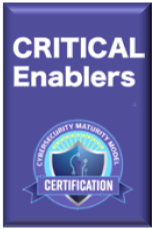 CRITICAL
Enablers
CYBERSECURITY MATURITY MODEL
CERTIFICATION